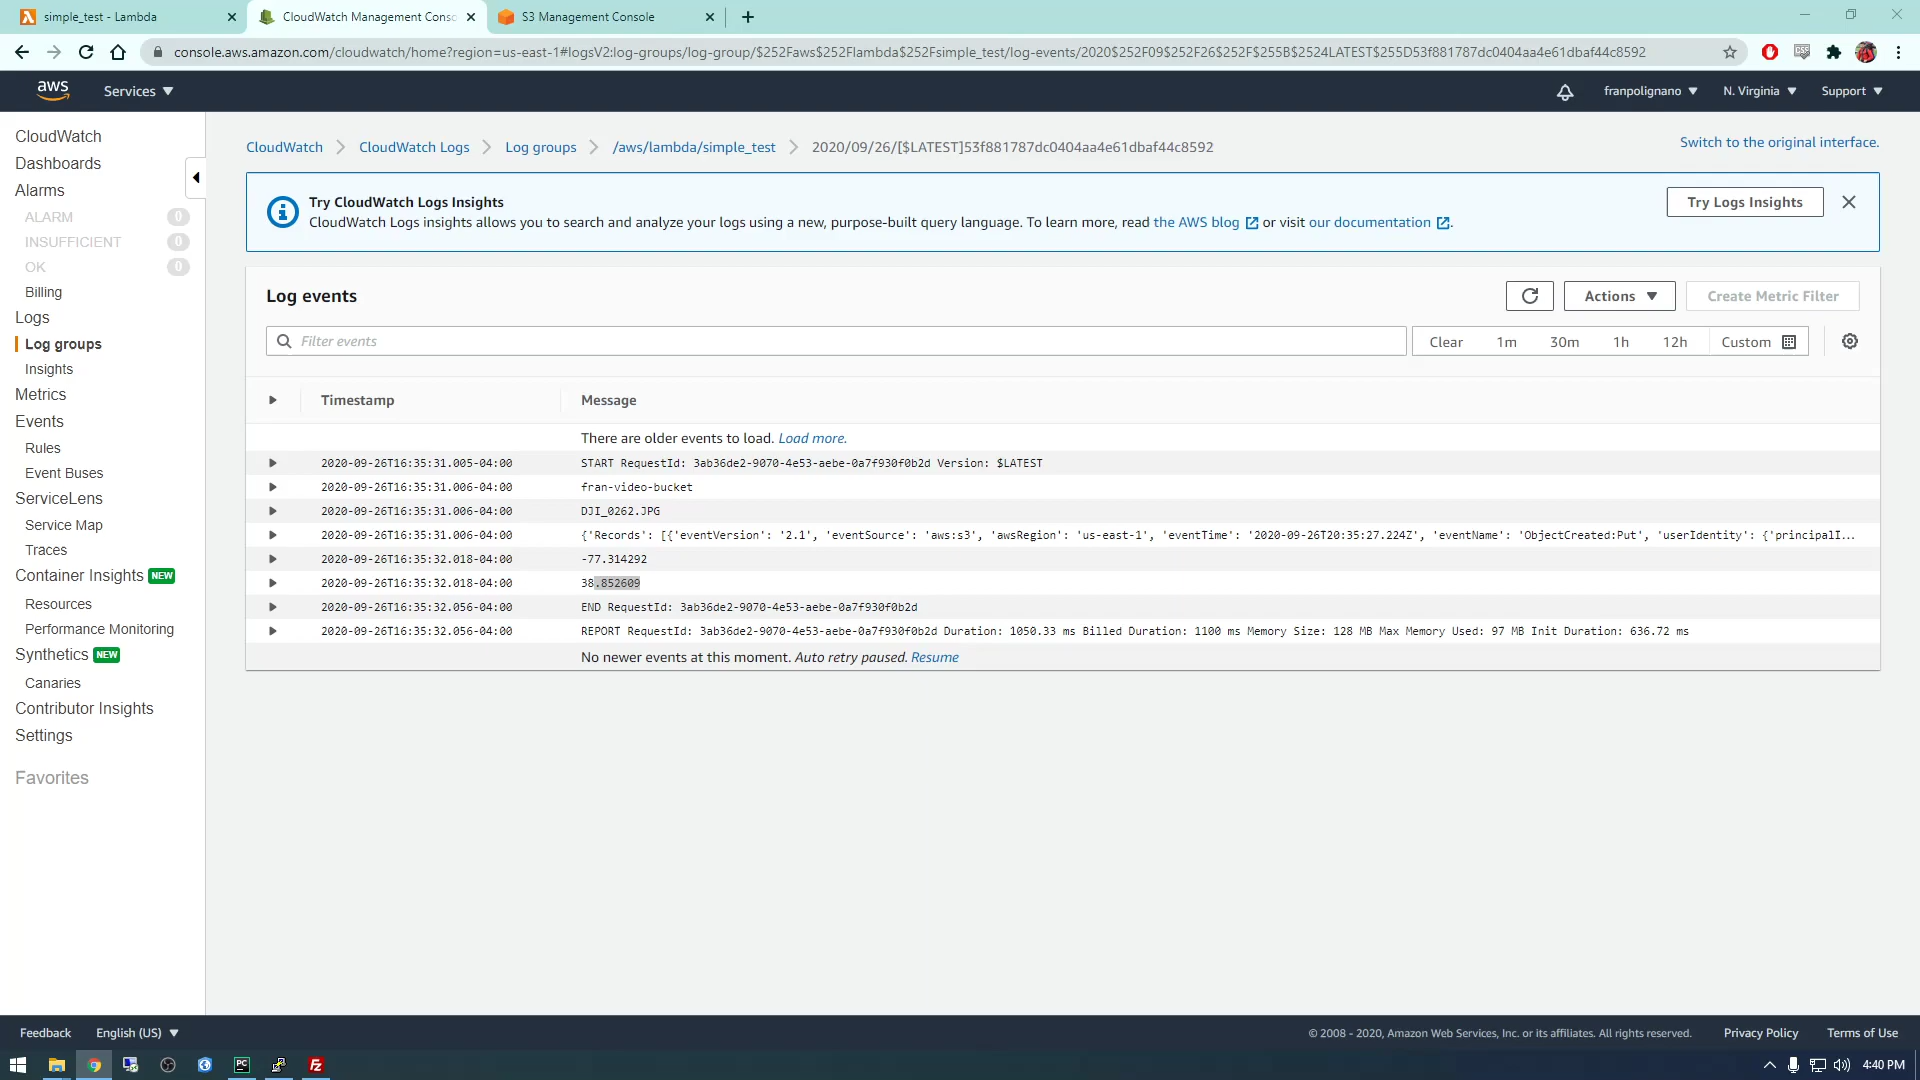 simple_test - Lambda
CloudWatch Management Conso
S3 Management Console
console.aws.amazon.com/cloudwatch/home?region=us-east-1#logsV2:log-groups/log-group/$252Faws$252Flambda$252Fsimple_test/log-events/2020$252F09$252F26$252F$255B$2524LATEST$255D53f881787dc0404aa4e61dbaf44c8592
aws
Services
franpolignano
N. Virginia
Support
CloudWatch
Dashboards
Alarms
ALARM 0
INSUFFICIENT 0
OK 0
Billing
Logs
Log groups
Insights
Metrics
Events
Rules
Event Buses
ServiceLens
Service Map
Traces
Container Insights NEW
Resources
Performance Monitoring
Synthetics NEW
Canaries
Contributor Insights
Settings
Favorites
CloudWatch
CloudWatch Logs
Log groups
/aws/lambda/simple_test
2020/09/26/[$LATEST]53f881787dc0404aa4e61dbaf44c8592
Switch to the original interface.
Try CloudWatch Logs Insights
CloudWatch Logs insights allows you to search and analyze your logs using a new, purpose-built query language. To learn more, read the AWS blog or visit our documentation .
Try Logs Insights
Log events
Actions
Create Metric Filter
Filter events
Clear 1m 30m 1h 12h Custom
Timestamp Message
There are older events to load. Load more.
2020-09-26T16:35:31.005-04:00 START RequestId: 3ab36de2-9070-4e53-aebe-0a7f930f0b2d Version: $LATEST
2020-09-26T16:35:31.006-04:00 fran-video-bucket
2020-09-26T16:35:31.006-04:00 DJI_0262.JPG
2020-09-26T16:35:31.006-04:00 {'Records': [{'eventVersion': '2.1', 'eventSource': 'aws:s3', 'awsRegion': 'us-east-1', 'eventTime': '2020-09-26T20:35:27.224Z', 'eventName': 'ObjectCreated:Put', 'userIdentity': {'principalI...
2020-09-26T16:35:32.018-04:00 -77.314292
2020-09-26T16:35:32.018-04:00 38.852609
2020-09-26T16:35:32.056-04:00 END RequestId: 3ab36de2-9070-4e53-aebe-0a7f930f0b2d
2020-09-26T16:35:32.056-04:00 REPORT RequestId: 3ab36de2-9070-4e53-aebe-0a7f930f0b2d Duration: 1050.33 ms Billed Duration: 1100 ms Memory Size: 128 MB Max Memory Used: 97 MB Init Duration: 636.72 ms
No newer events at this moment. Auto retry paused. Resume
Feedback
English (US)
© 2008 - 2020, Amazon Web Services, Inc. or its affiliates. All rights reserved.
Privacy Policy
Terms of Use
4:40 PM